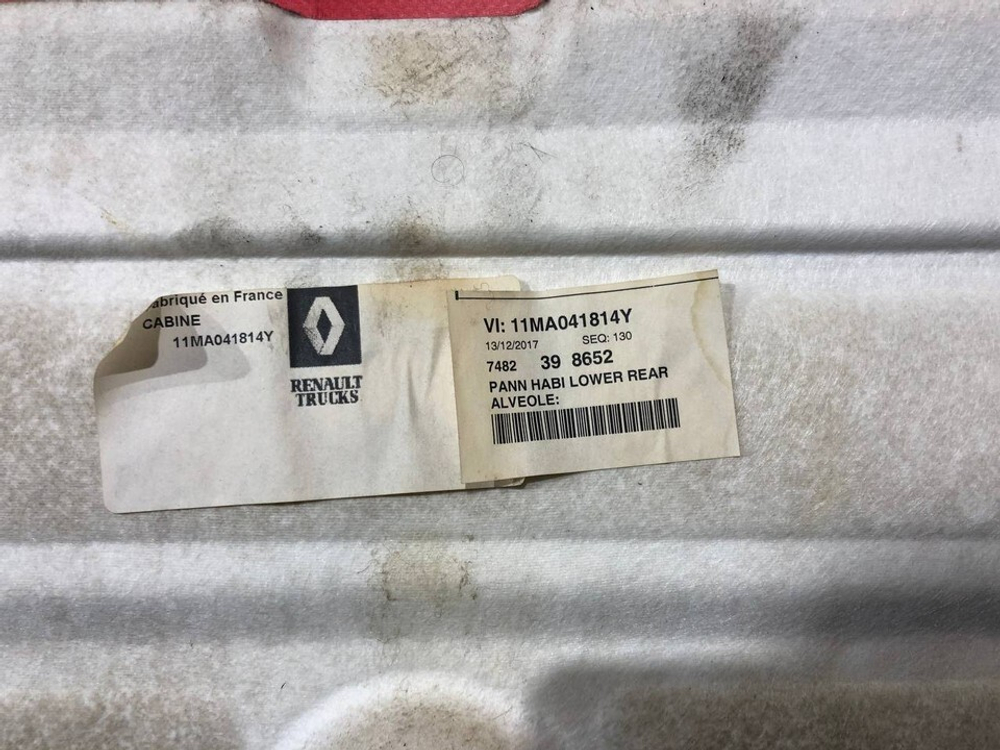 abriqué en France
CABINE
11MA041814Y
RENAULT
TRUCKS
VI: 11MA041814Y
13/12/2017 SEQ: 130
7482 39 8652
PANN HABI LOWER REAR
ALVEOLE: